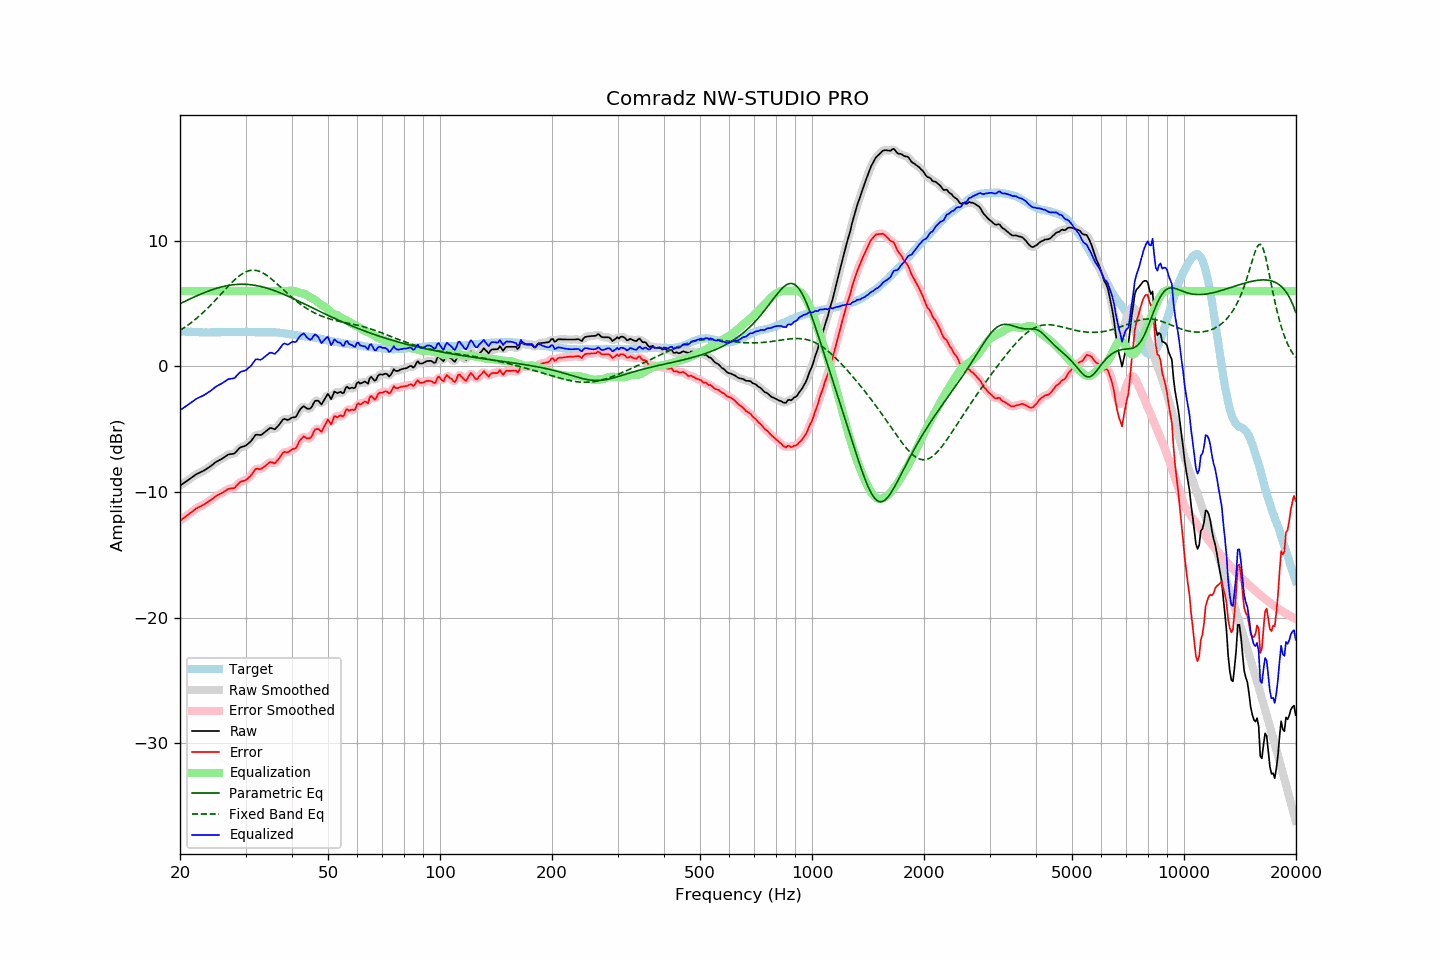 Comradz NW-STUDIO PRO
Amplitude (dBr)
10
0
−10
−20
−30
Target
Raw Smoothed
Error Smoothed
Raw
Error
Equalization
Parametric Eq
Fixed Band Eq
Equalized
20 50 100 200 500 1000 2000 5000 10000 20000
Frequency (Hz)